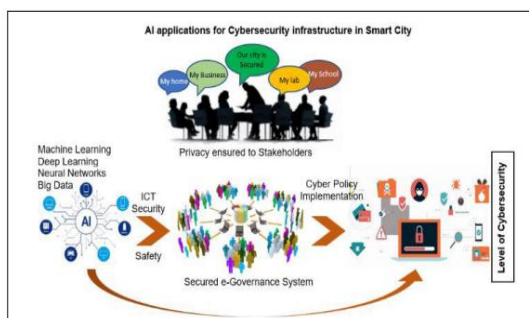 AI applications for Cybersecurity infrastructure in Smart City
Our city is
Secured
My Business
My home
My lab
My School
Privacy ensured to Stakeholders
Machine Learning
Deep Learning
Neural Networks
Big Data
AI
ICT
Security
Safety
Secured e-Governance System
Cyber Policy
Implementation
Level of Cybersecurity